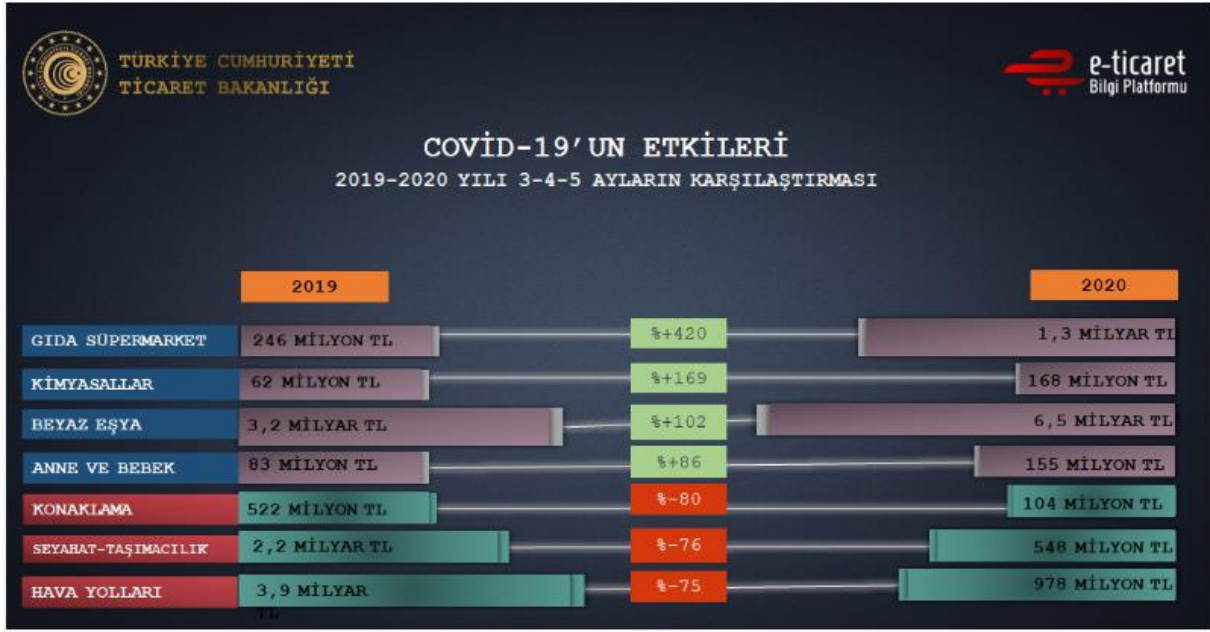 TÜRKİYE CUMHURİYETİ
TİCARET BAKANLIĞI
e-ticaret
Bilgi Platformu
COVİD-19'UN ETKİLERİ
2019-2020 YILI 3-4-5 AYLARIN KARŞILAŞTIRMASI
2019 2020
GIDA SÜPERMARKET 246 MİLYON TL %+420 1,3 MİLYAR TL
KİMYASALLAR 62 MİLYON TL %+169 168 MİLYON TL
BEYAZ EŞYA 3,2 MİLYAR TL %+102 6,5 MİLYAR TL
ANNE VE BEBEK 83 MİLYON TL %+86 155 MİLYON TL
KONAKLAMA 522 MİLYON TL %-80 104 MİLYON TL
SEYAHAT-TAŞIMACILIK 2,2 MİLYAR TL %-76 548 MİLYON TL
HAVA YOLLARI 3,9 MİLYAR %-75 978 MİLYON TL
TL